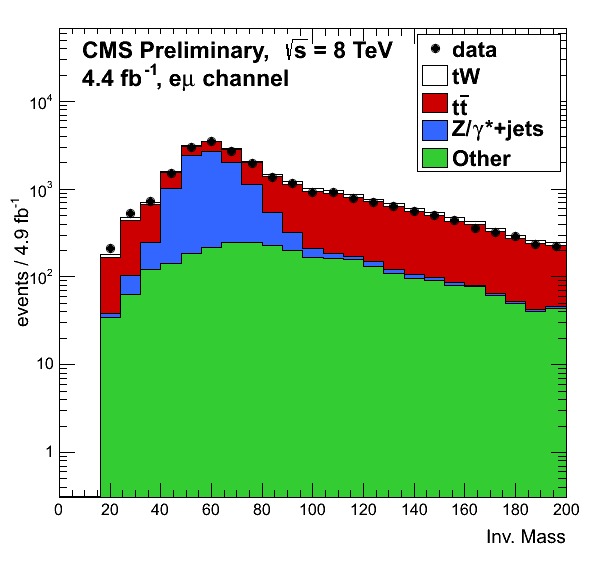 CMS Preliminary, √s = 8 TeV
4.4 fb⁻¹, eμ channel
data
tW
tt̄
Z/γ*+jets
Other
events / 4.9 fb⁻¹
10⁴
10³
10²
10
1
0 20 40 60 80 100 120 140 160 180 200
Inv. Mass